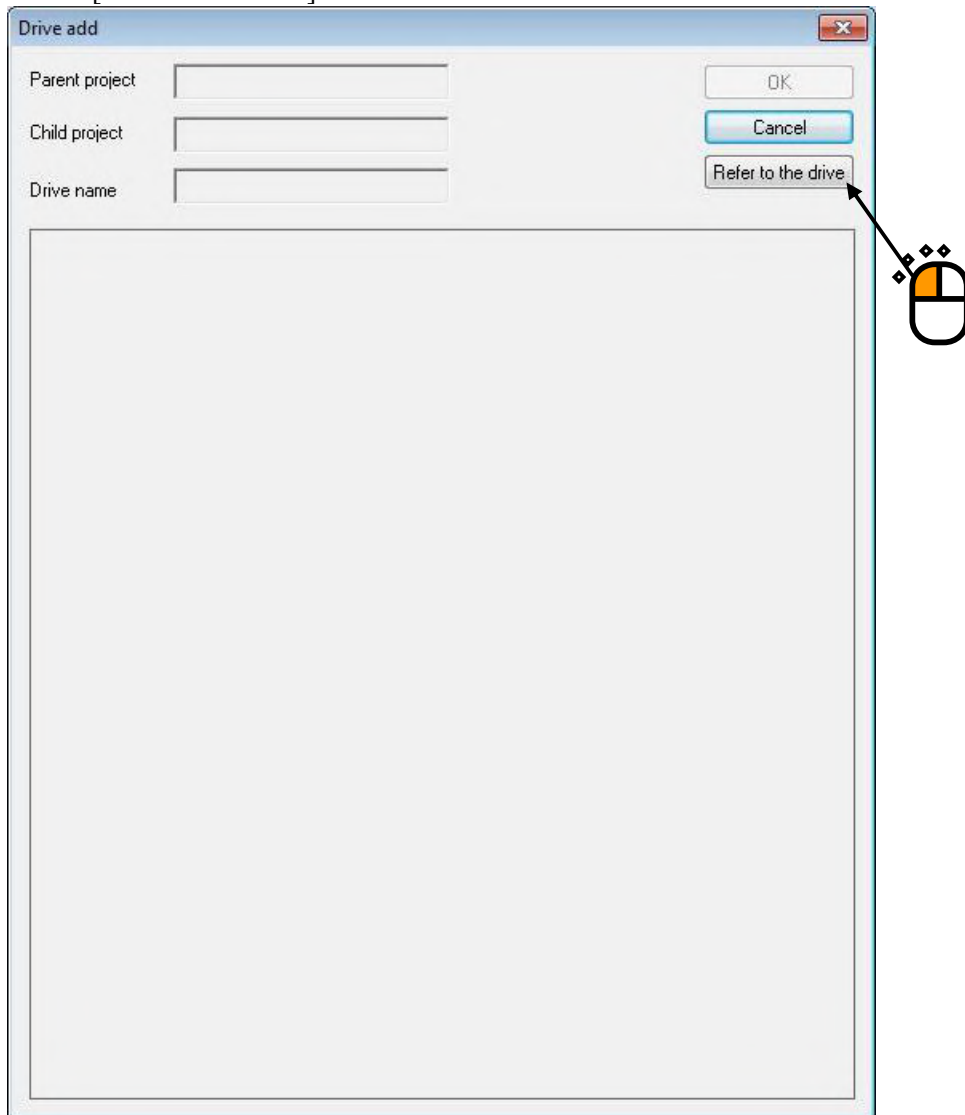 Drive add
Parent project
OK
Child project
Cancel
Refer to the drive
Drive name